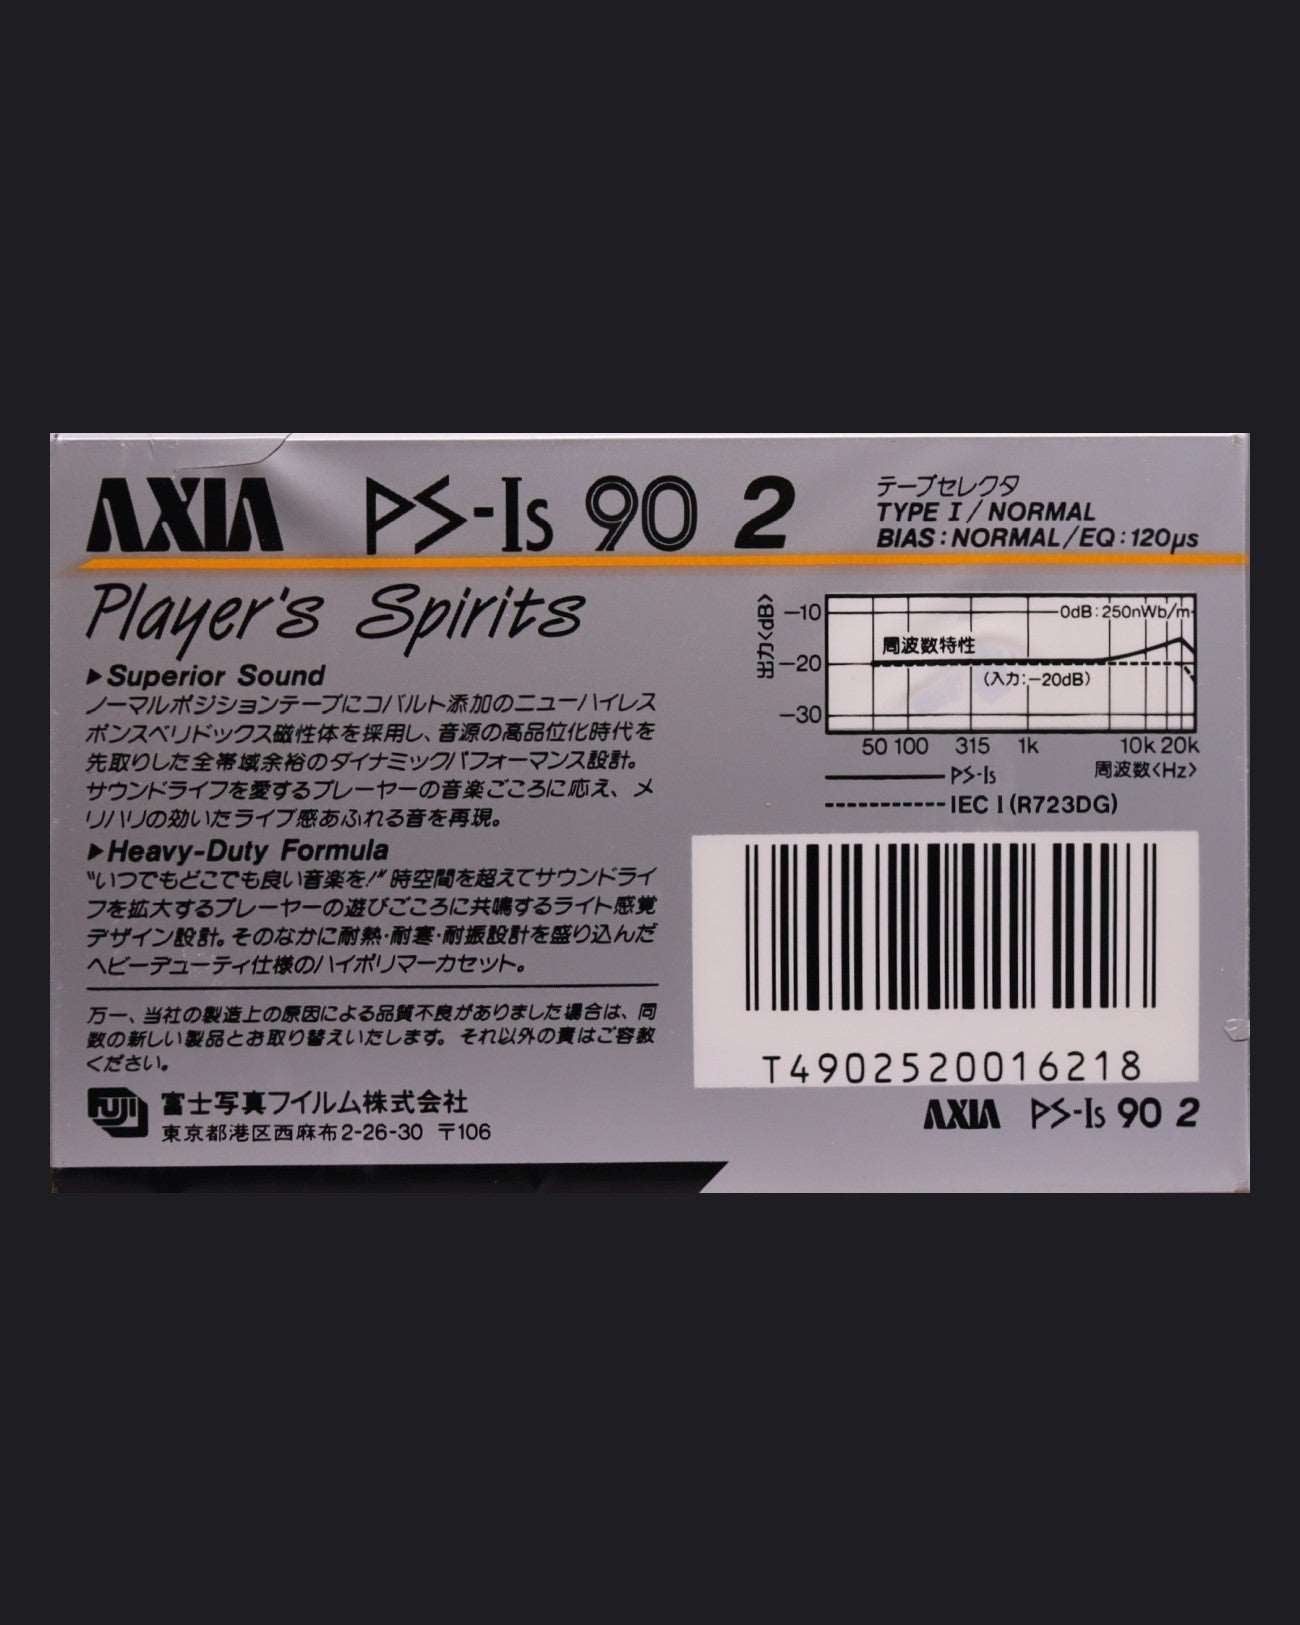 AXIA PS-Is 90 2
テープセレクタ
TYPE I/NORMAL
BIAS:NORMAL/EQ:120μs
Player's Spirits
▶Superior Sound
ノーマルポジションテープにコバルト添加のニューハイレス
ポンスベリドックス磁性体を採用し、音源の高品位化時代を
先取りした全帯域余裕のダイナミックパフォーマンス設計。
サウンドライフを愛するプレーヤーの音楽ごころに応え、メ
リハリの効いたライブ感あふれる音を再現。
▶Heavy-Duty Formula
"いつでもどこでも良い音楽を!"時空間を超えてサウンドライ
フを拡大するプレーヤーの遊びごころに共鳴するライト感覚
デザイン設計。そのなかに耐熱・耐寒・耐振設計を盛り込んだ
ヘビーデューティ仕様のハイポリマーカセット。
万一、当社の製造上の原因による品質不良がありました場合は、同
数の新しい製品とお取り替えいたします。それ以外の責はご容赦
ください。
FUJI 富士写真フイルム株式会社
東京都港区西麻布2-26-30 〒106
出力<dB>
-10
-20
-30
0dB:250nWb/m
周波数特性
(入力:-20dB)
50 100 315 1k 10k 20k
周波数<Hz>
PS-Is
IEC I (R723DG)
T4902520016218
AXIA PS-Is 90 2